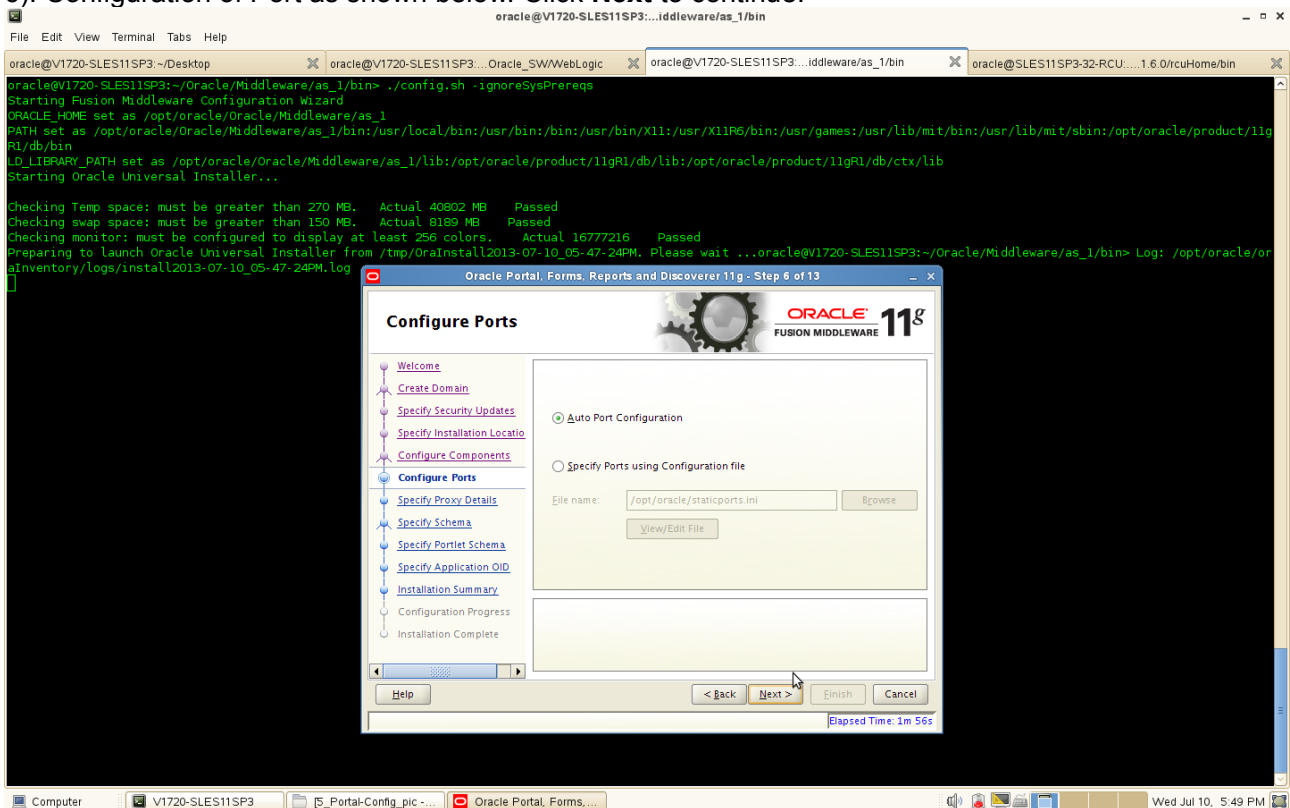 Configuration of Port as shown below. Click Next to continue.
oracle@V1720-SLES11SP3:...iddleware/as_1/bin
File Edit View Terminal Tabs Help
oracle@V1720-SLES11SP3:~/Desktop
oracle@V1720-SLES11SP3:...Oracle_SW/WebLogic
oracle@V1720-SLES11SP3:...iddleware/as_1/bin
oracle@SLES11SP3-32-RCU:....1.6.0/rcuHome/bin
oracle@V1720-SLES11SP3:~/Oracle/Middleware/as_1/bin> ./config.sh -ignoreSysPrereqs
Starting Fusion Middleware Configuration Wizard
ORACLE_HOME set as /opt/oracle/Oracle/Middleware/as_1
PATH set as /opt/oracle/Oracle/Middleware/as_1/bin:/usr/local/bin:/usr/bin:/bin:/usr/bin/X11:/usr/X11R6/bin:/usr/games:/usr/lib/mit/bin:/usr/lib/mit/sbin:/opt/oracle/product/11g
R1/db/bin
LD_LIBRARY_PATH set as /opt/oracle/Oracle/Middleware/as_1/lib:/opt/oracle/product/11gR1/db/lib:/opt/oracle/product/11gR1/db/ctx/lib
Starting Oracle Universal Installer...
Checking Temp space: must be greater than 270 MB. Actual 40802 MB Passed
Checking swap space: must be greater than 150 MB. Actual 8189 MB Passed
Checking monitor: must be configured to display at least 256 colors. Actual 16777216 Passed
Preparing to launch Oracle Universal Installer from /tmp/OraInstall2013-07-10_05-47-24PM. Please wait ...oracle@V1720-SLES11SP3:~/Oracle/Middleware/as_1/bin> Log: /opt/oracle/or
aInventory/logs/install2013-07-10_05-47-24PM.log
Oracle Portal, Forms, Reports and Discoverer 11g - Step 6 of 13
Configure Ports
ORACLE
FUSION MIDDLEWARE
11g
Welcome
Create Domain
Specify Security Updates
Specify Installation Locatio
Configure Components
Configure Ports
Specify Proxy Details
Specify Schema
Specify Portlet Schema
Specify Application OID
Installation Summary
Configuration Progress
Installation Complete
Auto Port Configuration
Specify Ports using Configuration file
File name: /opt/oracle/staticports.ini Browse
View/Edit File
Help < Back Next > Finish Cancel
Elapsed Time: 1m 56s
Computer
V1720-SLES11SP3
[5_Portal-Config_pic -...
Oracle Portal, Forms,...
Wed Jul 10, 5:49 PM